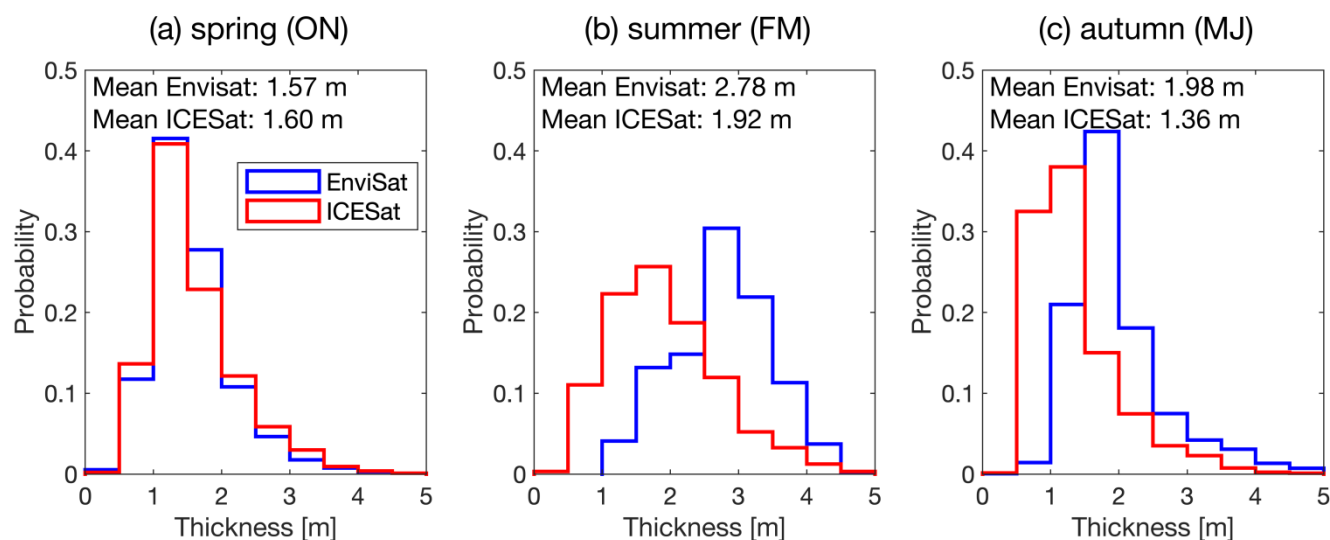 (a) spring (ON)
Mean Envisat: 1.57 m
Mean ICESat: 1.60 m
EnviSat
ICESat
Probability
0.5
0.4
0.3
0.2
0.1
0
0 1 2 3 4 5
Thickness [m]
(b) summer (FM)
Mean Envisat: 2.78 m
Mean ICESat: 1.92 m
Probability
0.5
0.4
0.3
0.2
0.1
0
0 1 2 3 4 5
Thickness [m]
(c) autumn (MJ)
Mean Envisat: 1.98 m
Mean ICESat: 1.36 m
Probability
0.5
0.4
0.3
0.2
0.1
0
0 1 2 3 4 5
Thickness [m]